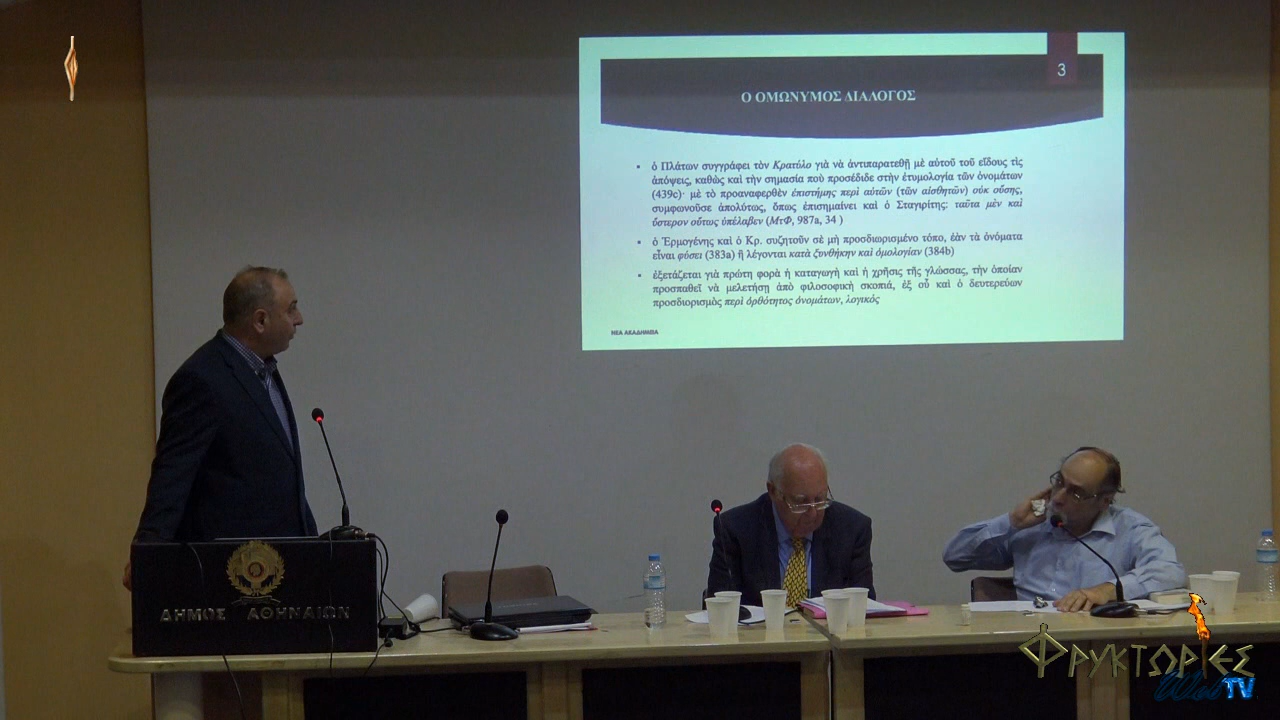 3
Ο ΟΜΩΝΥΜΟΣ ΔΙΑΛΟΓΟΣ
▪ ὁ Πλάτων συγγράφει τὸν Κρατύλο γιὰ νὰ ἀντιπαρατεθῇ μὲ αὐτοῦ τοῦ εἴδους τὶς
ἀπόψεις, καθὼς καὶ τὴν σημασία ποὺ προσέδιδε στὴν ἐτυμολογία τῶν ὀνομάτων
(439c)· μὲ τὸ προαναφερθὲν ἐπιστήμης περὶ αὐτῶν (τῶν αἰσθητῶν) οὐκ οὔσης,
συμφωνοῦσε ἀπολύτως, ὅπως ἐπισημαίνει καὶ ὁ Σταγιρίτης: ταῦτα μὲν καὶ
ὕστερον οὕτως ὑπέλαβεν (ΜτΦ, 987a, 34 )
▪ ὁ Ἑρμογένης καὶ ὁ Κρ. συζητοῦν σὲ μὴ προσδιωρισμένο τόπο, ἐὰν τὰ ὀνόματα
εἶναι φύσει (383a) ἢ λέγονται κατὰ ξυνθήκην καὶ ὁμολογίαν (384b)
▪ ἐξετάζεται γιὰ πρώτη φορὰ ἡ καταγωγὴ καὶ ἡ χρῆσις τῆς γλώσσας, τὴν ὁποίαν
προσπαθεῖ νὰ μελετήσῃ ἀπὸ φιλοσοφικὴ σκοπιά, ἐξ οὗ καὶ ὁ δευτερεύων
προσδιορισμὸς περὶ ὀρθότητος ὀνομάτων, λογικός
ΝΕΑ ΑΚΑΔΗΜΕΙΑ
ΔΗΜΟΣ ΑΘΗΝΑΙΩΝ
ΦΡΥΚΤΩΡΙΕΣ
Web TV